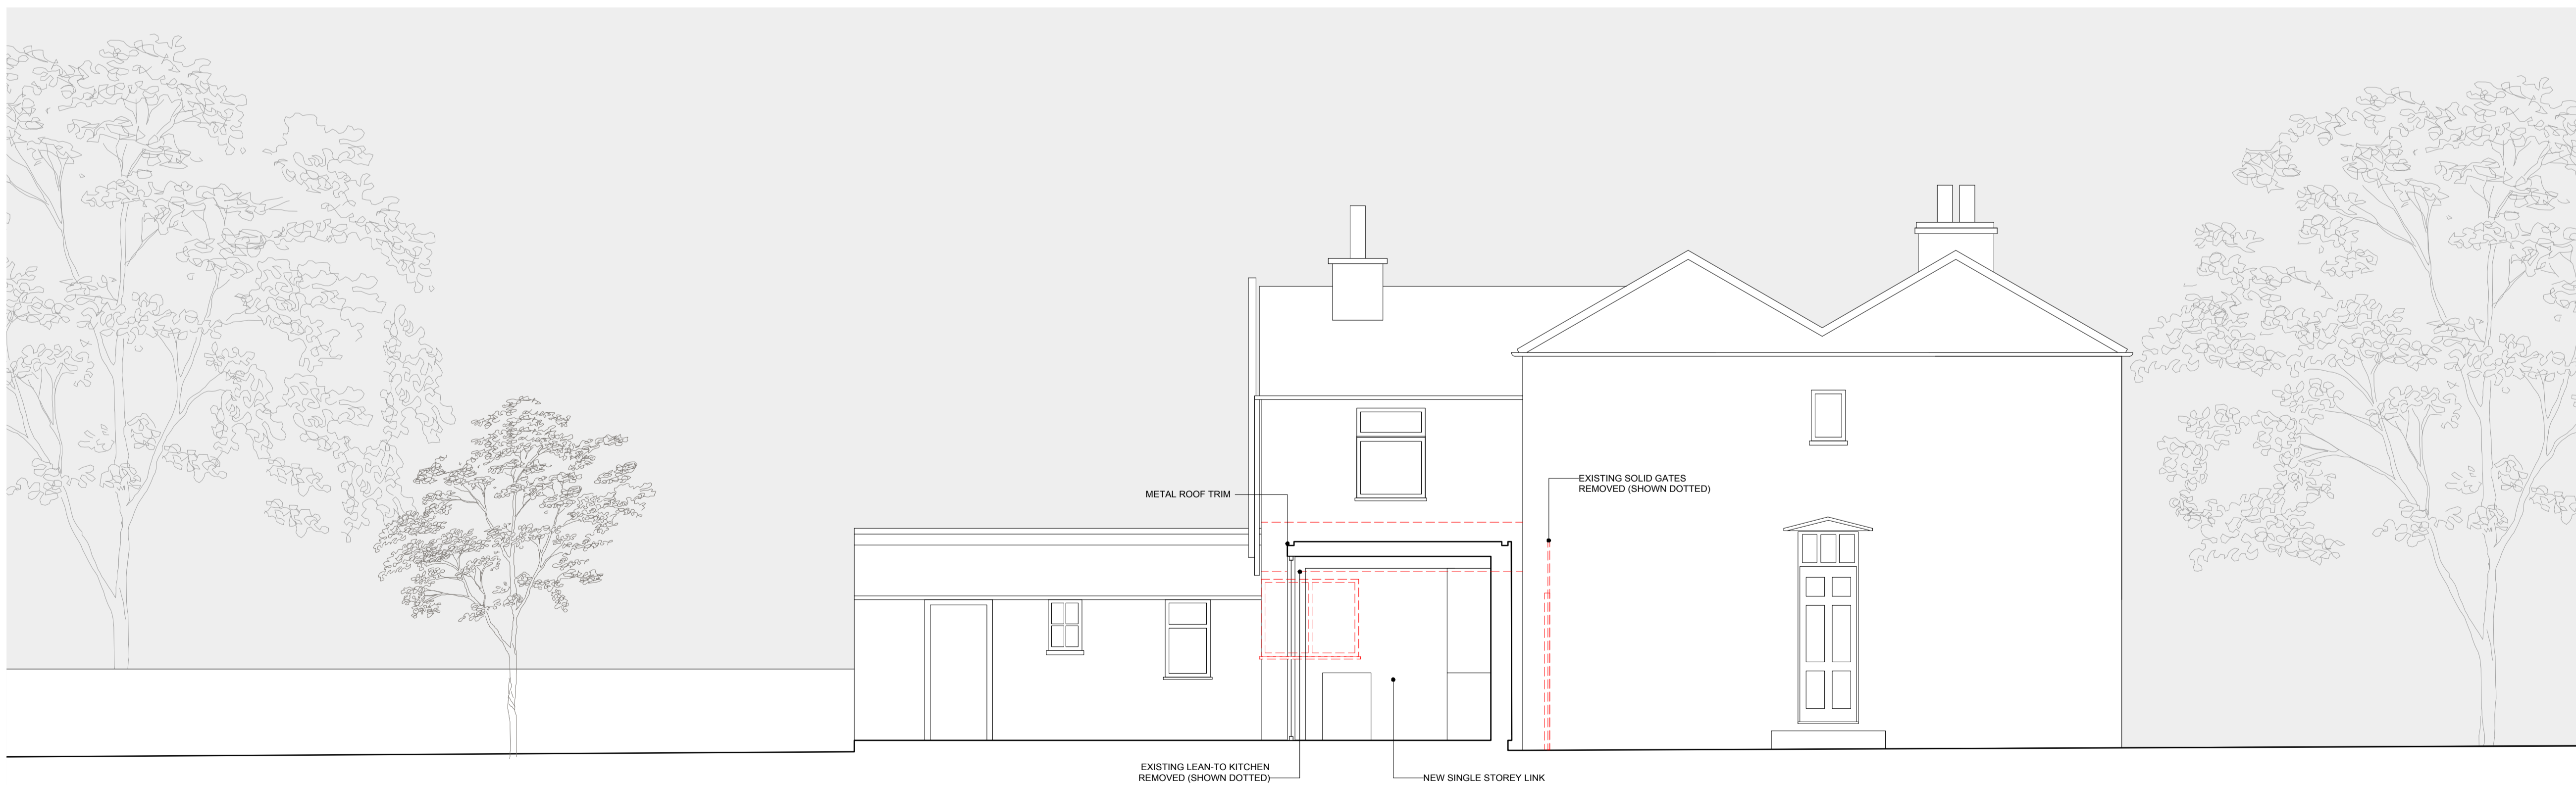 EXISTING SOLID GATES
REMOVED (SHOWN DOTTED)
METAL ROOF TRIM
EXISTING LEAN-TO KITCHEN
REMOVED (SHOWN DOTTED)
NEW SINGLE STOREY LINK